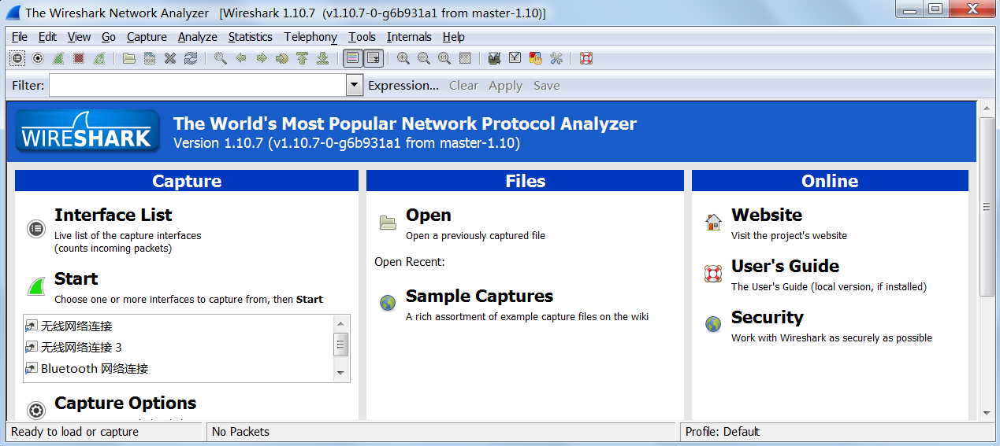 The Wireshark Network Analyzer [Wireshark 1.10.7 (v1.10.7-0-g6b931a1 from master-1.10)]
File Edit View Go Capture Analyze Statistics Telephony Tools Internals Help
Filter: Expression... Clear Apply Save
WIRESHARK
The World's Most Popular Network Protocol Analyzer
Version 1.10.7 (v1.10.7-0-g6b931a1 from master-1.10)
Capture
Interface List
Live list of the capture interfaces
(counts incoming packets)
Start
Choose one or more interfaces to capture from, then Start
无线网络连接
无线网络连接 3
Bluetooth 网络连接
Capture Options
Files
Open
Open a previously captured file
Open Recent:
Sample Captures
A rich assortment of example capture files on the wiki
Online
Website
Visit the project's website
User's Guide
The User's Guide (local version, if installed)
Security
Work with Wireshark as securely as possible
Ready to load or capture
No Packets
Profile: Default